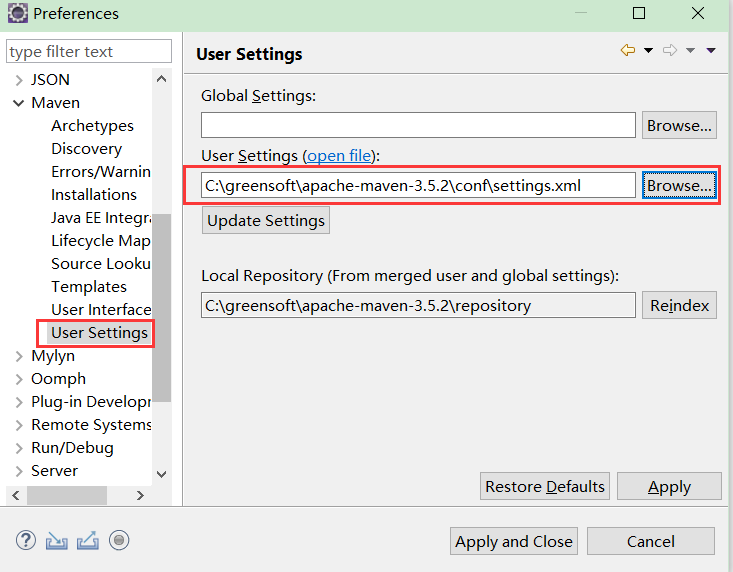 Preferences
type filter text
JSON
Maven
Archetypes
Discovery
Errors/Warnin
Installations
Java EE Integra
Lifecycle Map
Source Looku
Templates
User Interface
User Settings
Mylyn
Oomph
Plug-in Developr
Remote Systems
Run/Debug
Server
User Settings
Global Settings:
Browse...
User Settings (open file):
C:\greensoft\apache-maven-3.5.2\conf\settings.xml Browse...
Update Settings
Local Repository (From merged user and global settings):
C:\greensoft\apache-maven-3.5.2\repository Reindex
Restore Defaults Apply
Apply and Close Cancel